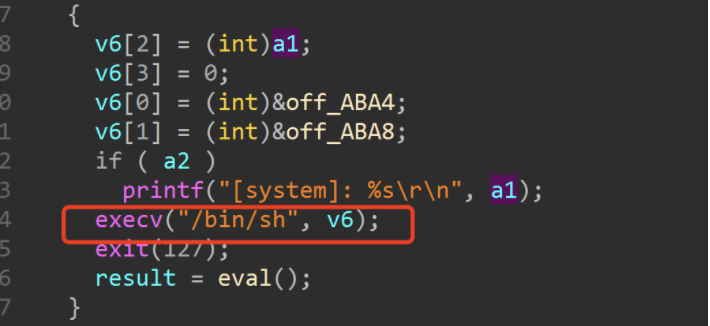 7 {
8 v6[2] = (int)a1;
9 v6[3] = 0;
0 v6[0] = (int)&off_ABA4;
1 v6[1] = (int)&off_ABA8;
2 if ( a2 )
3 printf("[system]: %s\r\n", a1);
4 execv("/bin/sh", v6);
5 exit(127);
6 result = eval();
7 }